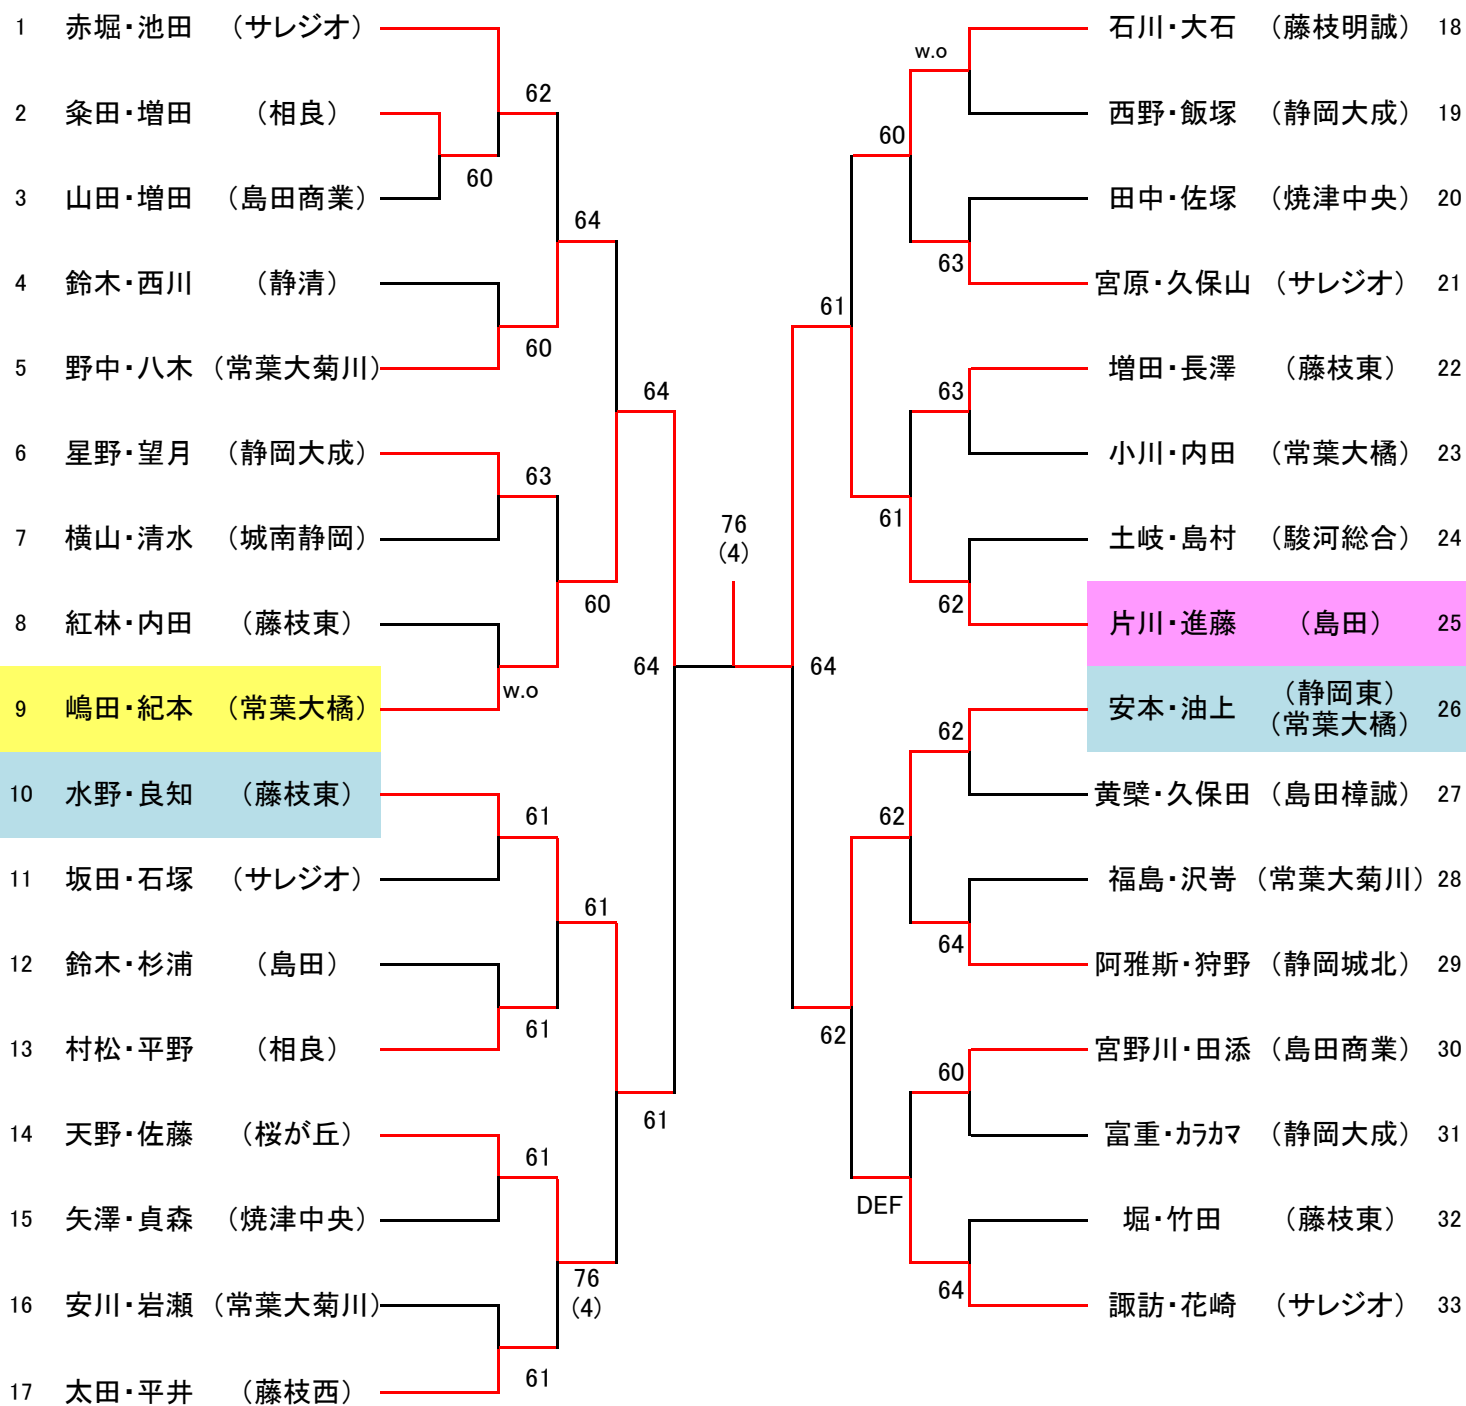 1 赤堀・池田 （サレジオ）
2 粂田・増田 （相良）
3 山田・増田 （島田商業）
4 鈴木・西川 （静清）
5 野中・八木 （常葉大菊川）
6 星野・望月 （静岡大成）
7 横山・清水 （城南静岡）
8 紅林・内田 （藤枝東）
9 嶋田・紀本 （常葉大橘）
10 水野・良知 （藤枝東）
11 坂田・石塚 （サレジオ）
12 鈴木・杉浦 （島田）
13 村松・平野 （相良）
14 天野・佐藤 （桜が丘）
15 矢澤・貞森 （焼津中央）
16 安川・岩瀬 （常葉大菊川）
17 太田・平井 （藤枝西）
62
60
64
60
64
63
60
w.o
64
61
61
61
61
61
76
(4)
61
76
(4)
w.o
60
63
61
63
61
62
64
62
62
64
62
60
DEF
64
石川・大石 （藤枝明誠） 18
西野・飯塚 （静岡大成） 19
田中・佐塚 （焼津中央） 20
宮原・久保山 （サレジオ） 21
増田・長澤 （藤枝東） 22
小川・内田 （常葉大橘） 23
土岐・島村 （駿河総合） 24
片川・進藤 （島田） 25
安本・油上 （静岡東） 26
（常葉大橘）
黄檗・久保田 （島田樟誠） 27
福島・沢嵜 （常葉大菊川） 28
阿雅斯・狩野 （静岡城北） 29
宮野川・田添 （島田商業） 30
富重・ｶﾗｶﾏ （静岡大成） 31
堀・竹田 （藤枝東） 32
諏訪・花崎 （サレジオ） 33